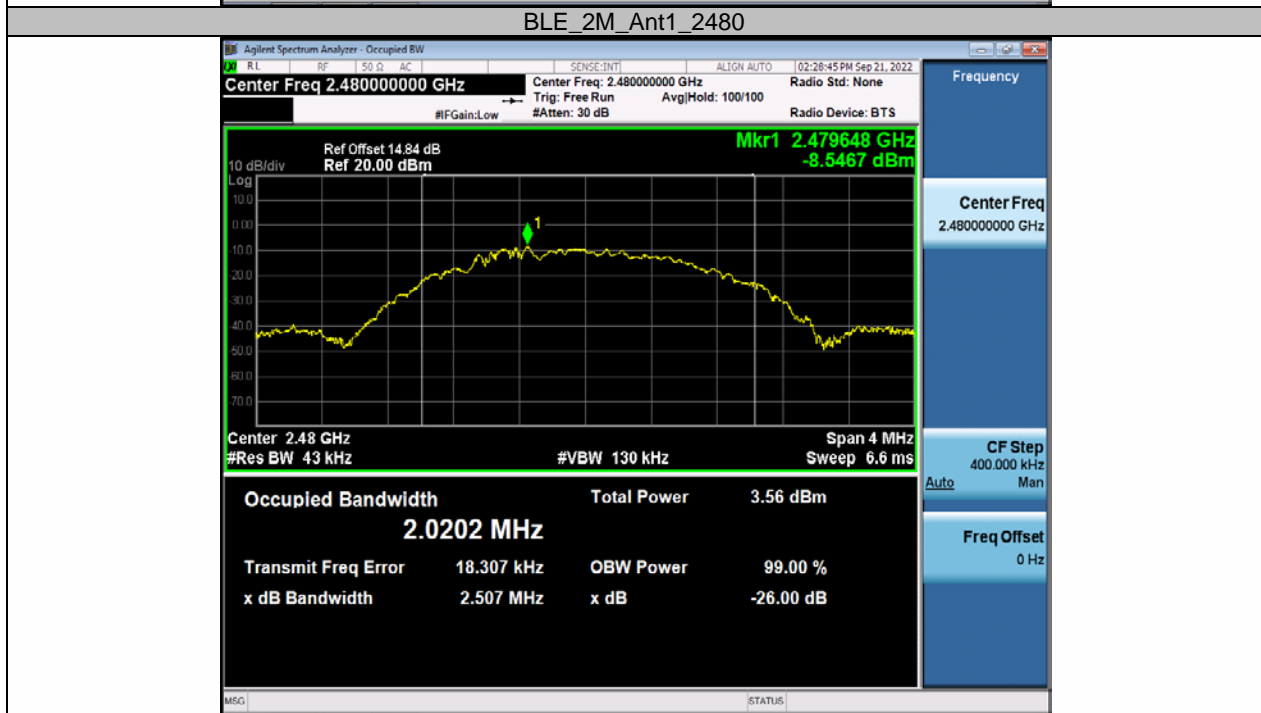 BLE_2M_Ant1_2480
Agilent Spectrum Analyzer - Occupied BW
RL RF 50 Ω AC SENSE:INT ALIGN AUTO 02:28:45 PM Sep 21, 2022
Center Freq 2.480000000 GHz
#IFGain:Low
Center Freq: 2.480000000 GHz
Trig: Free Run Avg|Hold: 100/100
#Atten: 30 dB
Radio Std: None
Radio Device: BTS
Frequency
Mkr1 2.479648 GHz
-8.5467 dBm
Ref Offset 14.84 dB
10 dB/div Ref 20.00 dBm
Log
10.0
0.00
-10.0
-20.0
-30.0
-40.0
-50.0
-60.0
-70.0
1
Center 2.48 GHz Span 4 MHz
#Res BW 43 kHz #VBW 130 kHz Sweep 6.6 ms
Occupied Bandwidth Total Power 3.56 dBm
2.0202 MHz
Transmit Freq Error 18.307 kHz OBW Power 99.00 %
x dB Bandwidth 2.507 MHz x dB -26.00 dB
Center Freq
2.480000000 GHz
CF Step
400.000 kHz
Auto Man
Freq Offset
0 Hz
MSG STATUS